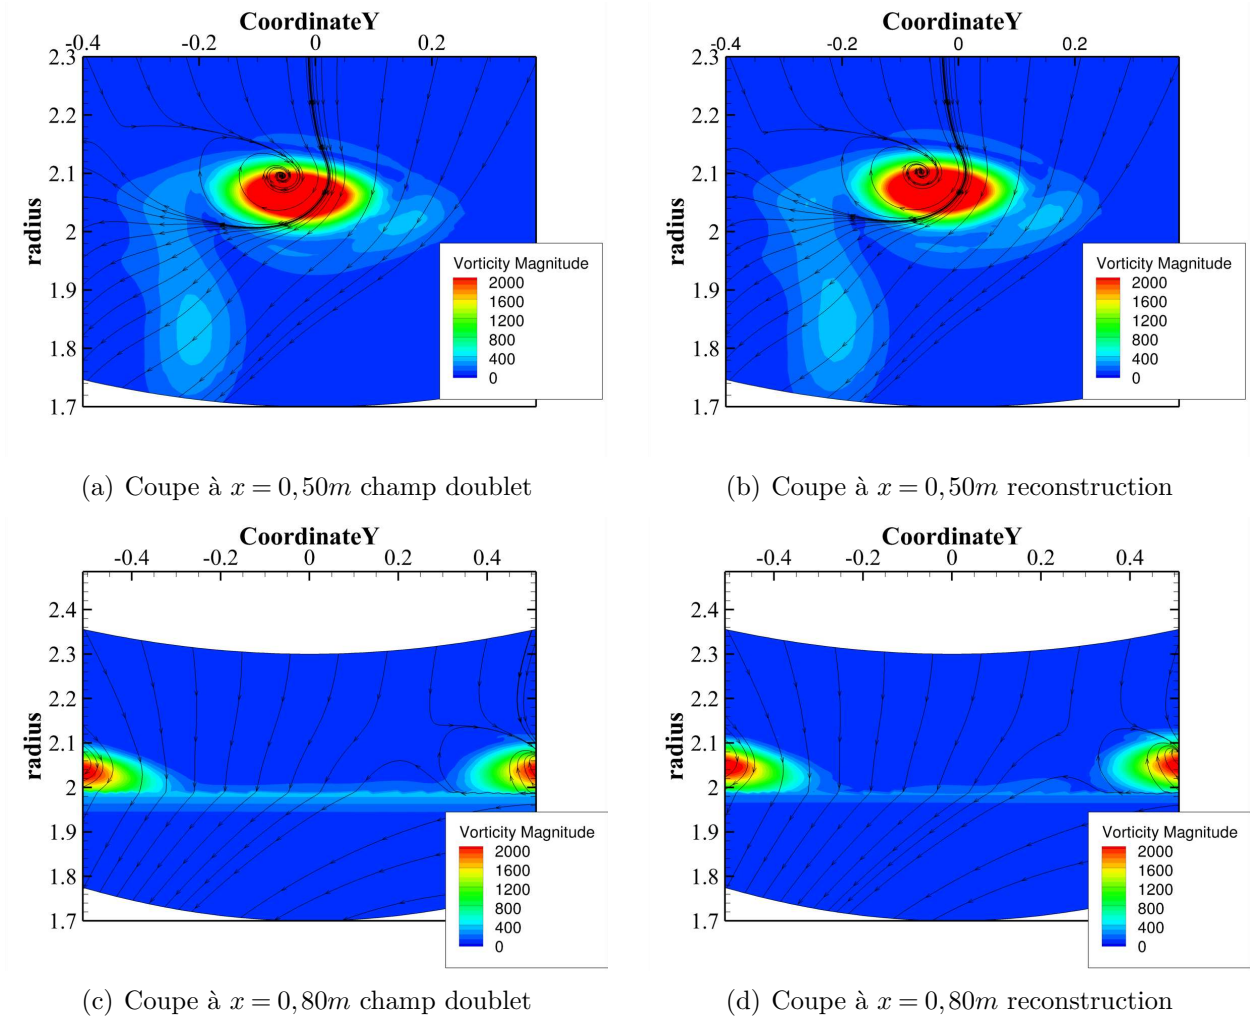 CoordinateY
-0.4 -0.2 0 0.2
2.3
2.2
2.1
2
1.9
1.8
1.7
radius
Vorticity Magnitude
2000
1600
1200
800
400
0
(a) Coupe à x = 0,50m champ doublet
CoordinateY
-0.4 -0.2 0 0.2
2.3
2.2
2.1
2
1.9
1.8
1.7
radius
Vorticity Magnitude
2000
1600
1200
800
400
0
(b) Coupe à x = 0,50m reconstruction
CoordinateY
-0.4 -0.2 0 0.2 0.4
2.4
2.3
2.2
2.1
2
1.9
1.8
1.7
radius
Vorticity Magnitude
2000
1600
1200
800
400
0
(c) Coupe à x = 0,80m champ doublet
CoordinateY
-0.4 -0.2 0 0.2 0.4
2.4
2.3
2.2
2.1
2
1.9
1.8
1.7
radius
Vorticity Magnitude
2000
1600
1200
800
400
0
(d) Coupe à x = 0,80m reconstruction